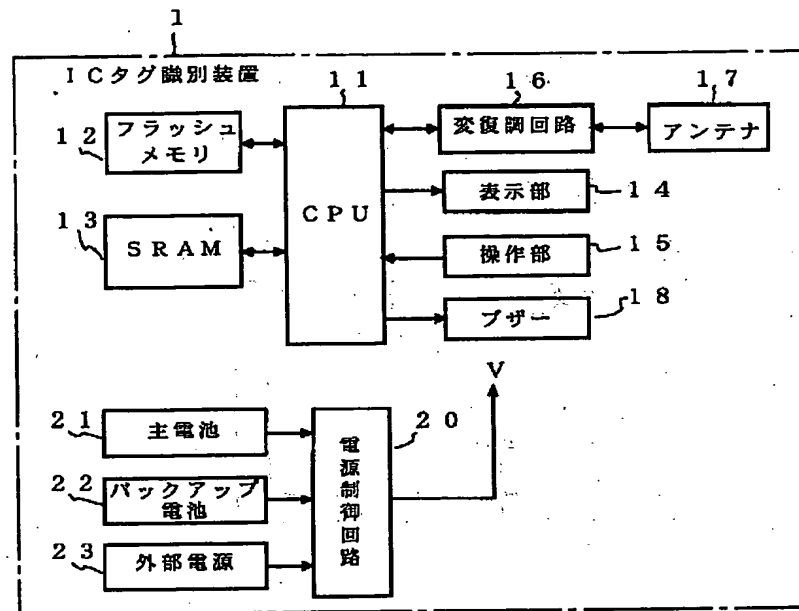 1
ICタグ識別装置
11
16
17
12
フラッシュ
メモリ
CPU
変復調回路
アンテナ
表示部
14
13
SRAM
操作部
15
ブザー
18
V
21
主電池
電源制御回路
20
22
バックアップ
電池
23
外部電源